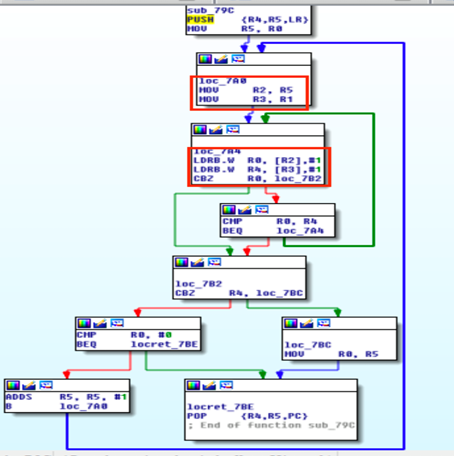 sub_79C
PUSH {R4,R5,LR}
MOV R5, R0
loc_7A0
MOV R2, R5
MOV R3, R1
loc_7A4
LDRB.W R0, [R2],#1
LDRB.W R4, [R3],#1
CBZ R0, loc_7B2
CMP R0, R4
BEQ loc_7A4
loc_7B2
CBZ R4, loc_7BC
CMP R0, #0
BEQ locret_7BE
loc_7BC
MOV R0, R5
ADDS R5, R5, #1
B loc_7A0
locret_7BE
POP {R4,R5,PC}
; End of function sub_79C